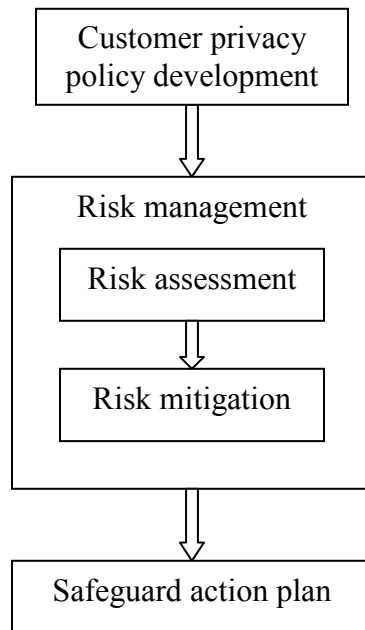 Customer privacy
policy development
Risk management
Risk assessment
Risk mitigation
Safeguard action plan